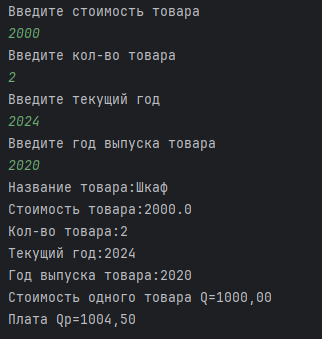 Введите стоимость товара
2000
Введите кол-во товара
2
Введите текущий год
2024
Введите год выпуска товара
2020
Название товара:Шкаф
Стоимость товара:2000.0
Кол-во товара:2
Текущий год:2024
Год выпуска товара:2020
Стоимость одного товара Q=1000,00
Плата Qp=1004,50